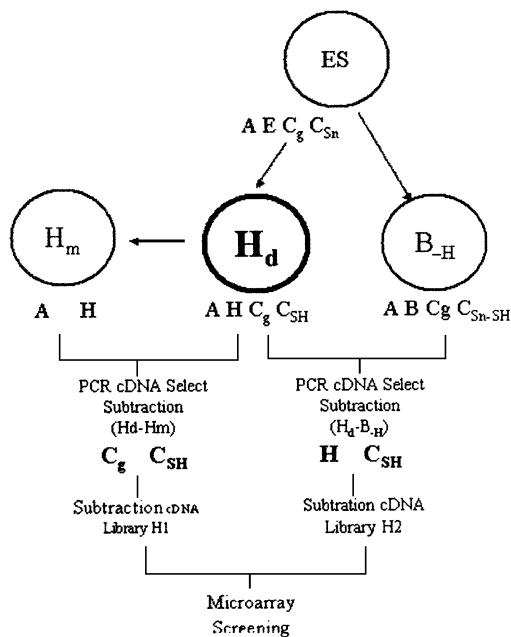 ES
A E Cg CSn
Hm
Hd
B-H
A H
A H Cg CSH
A B Cg CSn-SH
PCR cDNA Select
Subtraction
(Hd-Hm)
Cg CSH
Subtraction cDNA
Library H1
PCR cDNA Select
Subtraction
(Hd-B-H)
H CSH
Subtration cDNA
Library H2
Microarray
Screening